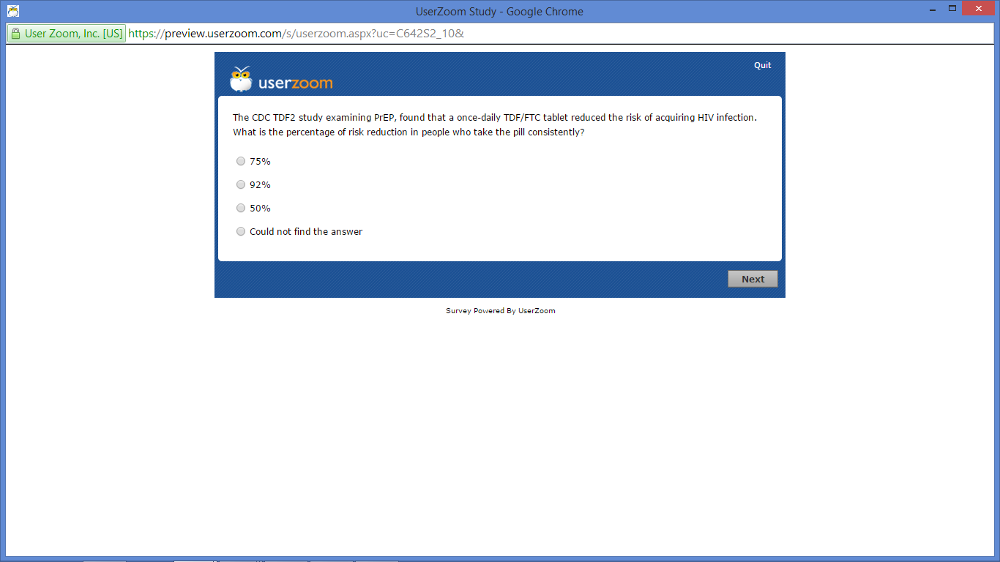 UserZoom Study - Google Chrome
User Zoom, Inc. [US] https://preview.userzoom.com/s/userzoom.aspx?uc=C642S2_10&
Quit
userzoom
The CDC TDF2 study examining PrEP, found that a once-daily TDF/FTC tablet reduced the risk of acquiring HIV infection.
What is the percentage of risk reduction in people who take the pill consistently?
75%
92%
50%
Could not find the answer
Next
Survey Powered By UserZoom